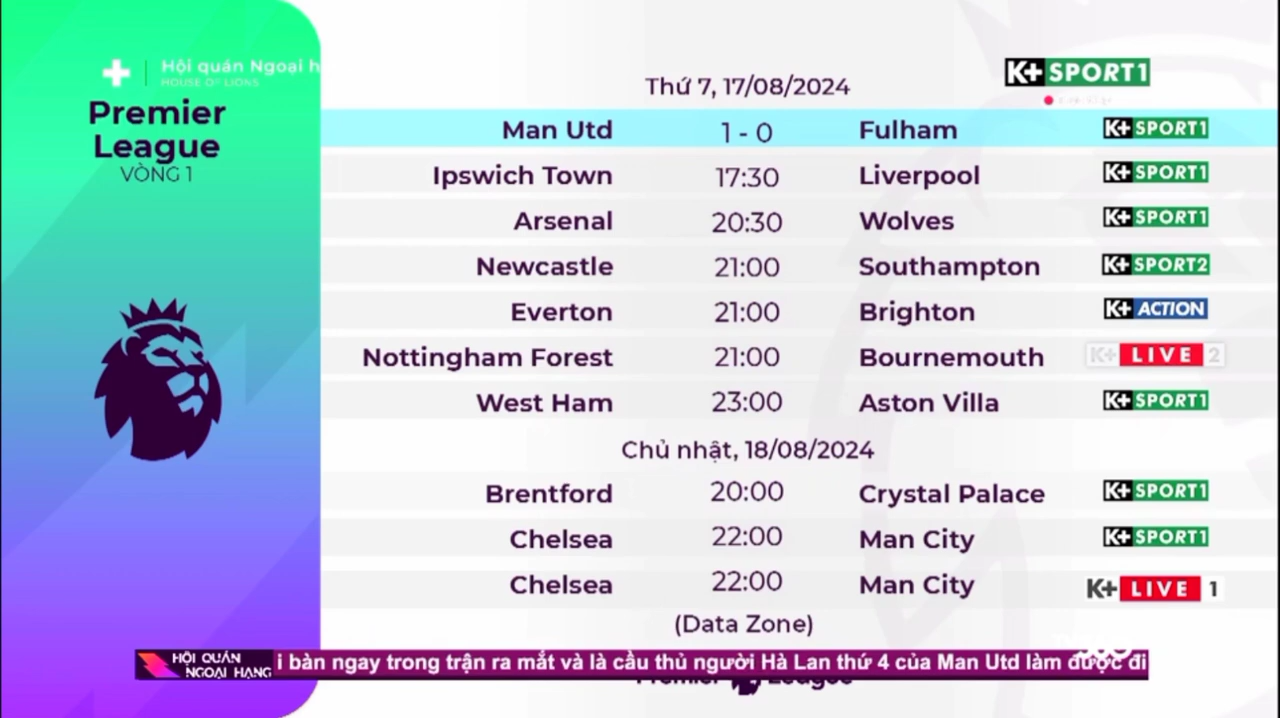 Hội quán Ngoại h
HOUSE OF LIONS
Premier
League
VÒNG 1
Thứ 7, 17/08/2024
K+ SPORT1
Man Utd 1 - 0 Fulham K+ SPORT1
Ipswich Town 17:30 Liverpool K+ SPORT1
Arsenal 20:30 Wolves K+ SPORT1
Newcastle 21:00 Southampton K+ SPORT2
Everton 21:00 Brighton K+ ACTION
Nottingham Forest 21:00 Bournemouth K+ LIVE 2
West Ham 23:00 Aston Villa K+ SPORT1
Chủ nhật, 18/08/2024
Brentford 20:00 Crystal Palace K+ SPORT1
Chelsea 22:00 Man City K+ SPORT1
Chelsea 22:00 Man City K+ LIVE 1
(Data Zone)
HỘI QUÁN
NGOẠI HẠNG
i bàn ngay trong trận ra mắt và là cầu thủ người Hà Lan thứ 4 của Man Utd làm được đi
Premier League